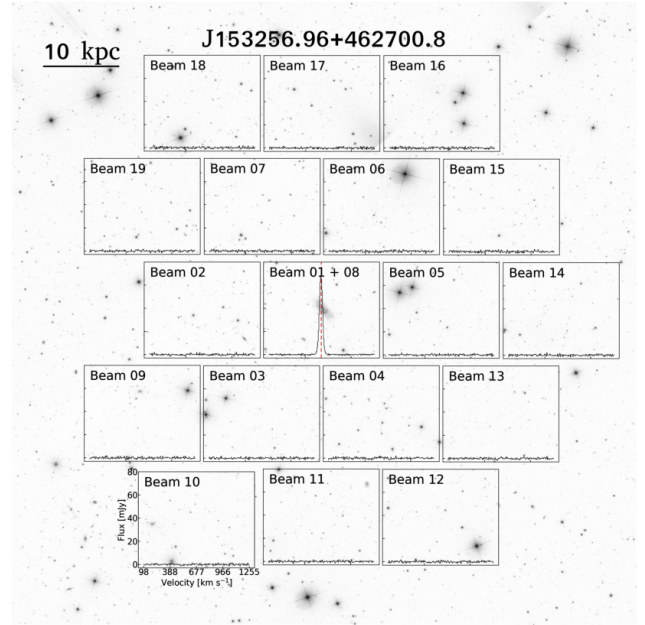 J153256.96+462700.8
10 kpc
Beam 18
Beam 17
Beam 16
Beam 19
Beam 07
Beam 06
Beam 15
Beam 02
Beam 01 + 08
Beam 05
Beam 14
Beam 09
Beam 03
Beam 04
Beam 13
Beam 10
Beam 11
Beam 12
80
60
40
20
0
Flux [mJy]
98 388 677 966 1255
Velocity [km s⁻¹]